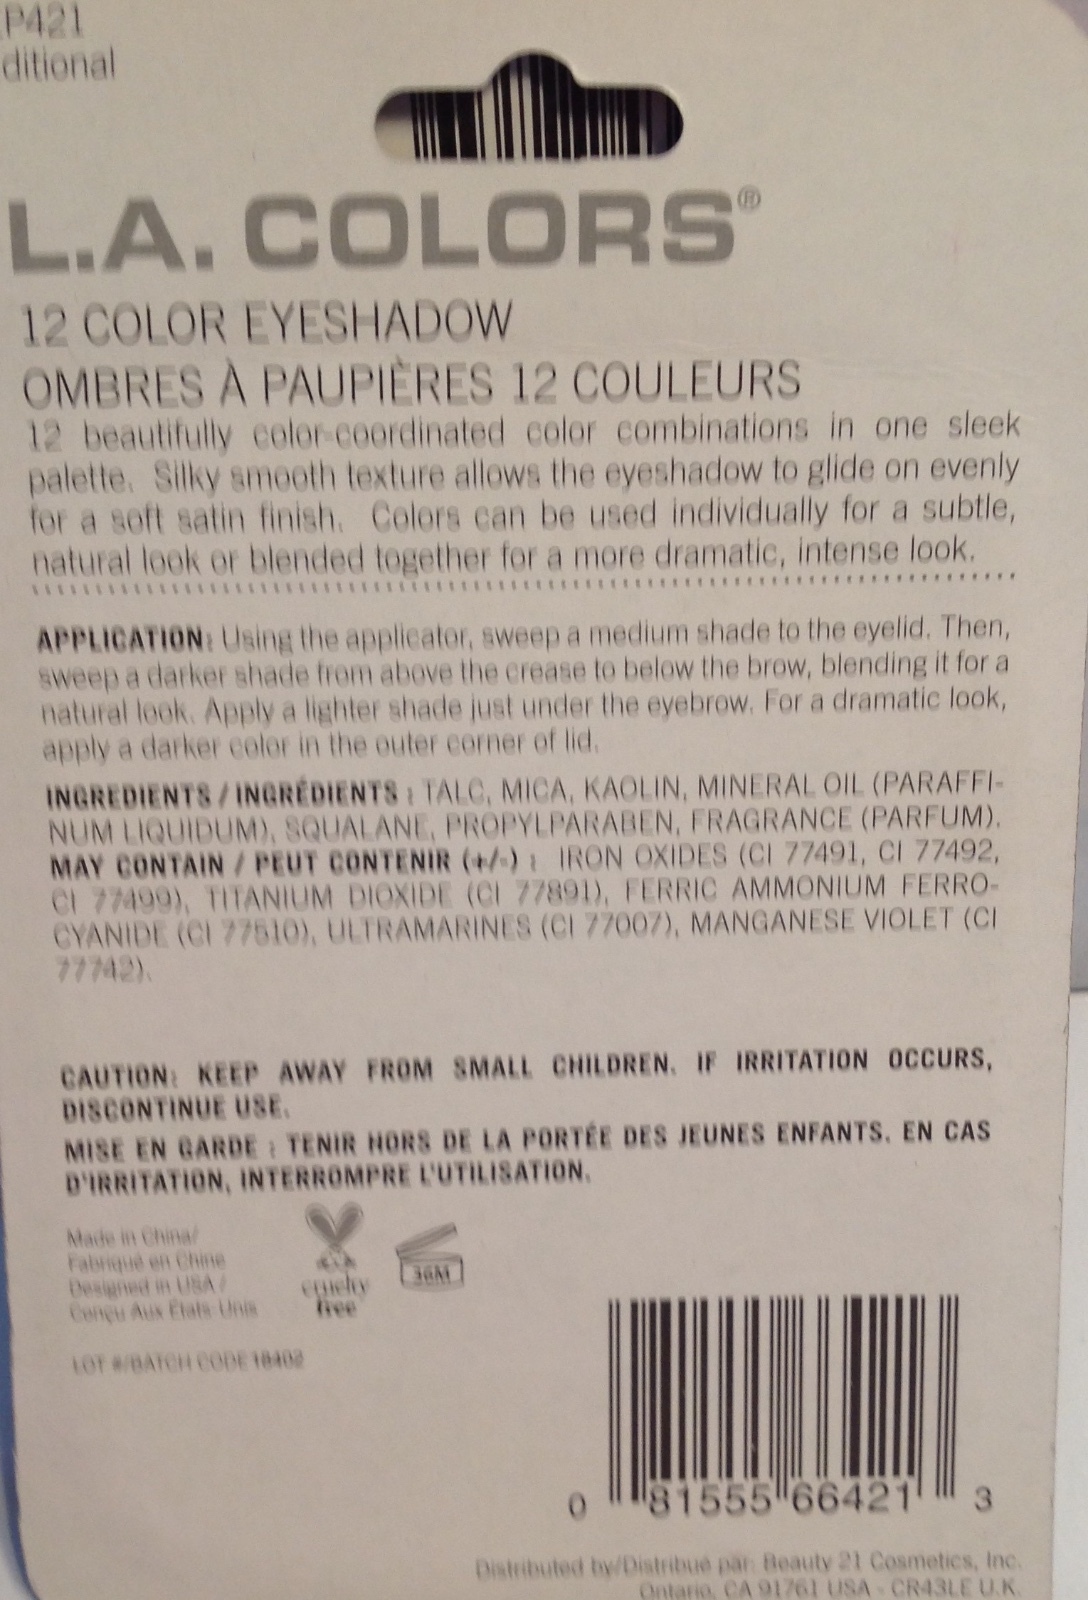 P421
ditional
L.A. COLORS®
12 COLOR EYESHADOW
OMBRES À PAUPIÈRES 12 COULEURS
12 beautifully color-coordinated color combinations in one sleek
palette. Silky smooth texture allows the eyeshadow to glide on evenly
for a soft satin finish. Colors can be used individually for a subtle,
natural look or blended together for a more dramatic, intense look.
APPLICATION: Using the applicator, sweep a medium shade to the eyelid. Then,
sweep a darker shade from above the crease to below the brow, blending it for a
natural look. Apply a lighter shade just under the eyebrow. For a dramatic look,
apply a darker color in the outer corner of lid.
INGREDIENTS / INGRÉDIENTS : TALC, MICA, KAOLIN, MINERAL OIL (PARAFFI-
NUM LIQUIDUM), SQUALANE, PROPYLPARABEN, FRAGRANCE (PARFUM).
MAY CONTAIN / PEUT CONTENIR (+/-) : IRON OXIDES (CI 77491, CI 77492,
CI 77499), TITANIUM DIOXIDE (CI 77891), FERRIC AMMONIUM FERRO-
CYANIDE (CI 77510), ULTRAMARINES (CI 77007), MANGANESE VIOLET (CI
77742).
CAUTION: KEEP AWAY FROM SMALL CHILDREN. IF IRRITATION OCCURS,
DISCONTINUE USE.
MISE EN GARDE : TENIR HORS DE LA PORTÉE DES JEUNES ENFANTS. EN CAS
D'IRRITATION, INTERROMPRE L'UTILISATION.
Made in China/
Fabriqué en Chine
Designed in USA /
Conçu Aux États-Unis
cruelty
free
36M
LOT #/BATCH CODE 18402
0 81555 66421 3
Distributed by/Distribué par: Beauty 21 Cosmetics, Inc.
Ontario, CA 91761 USA - CR43LE U.K.